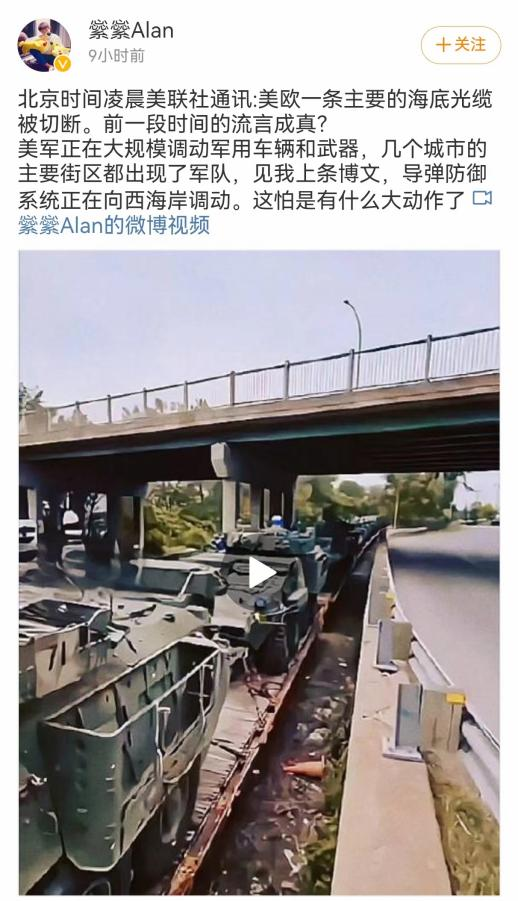 縈縈Alan
9小时前
+关注
北京时间凌晨美联社通讯:美欧一条主要的海底光缆
被切断。前一段时间的流言成真?
美军正在大规模调动军用车辆和武器，几个城市的
主要街区都出现了军队，见我上条博文，导弹防御
系统正在向西海岸调动。这怕是有什么大动作了
縈縈Alan的微博视频
71